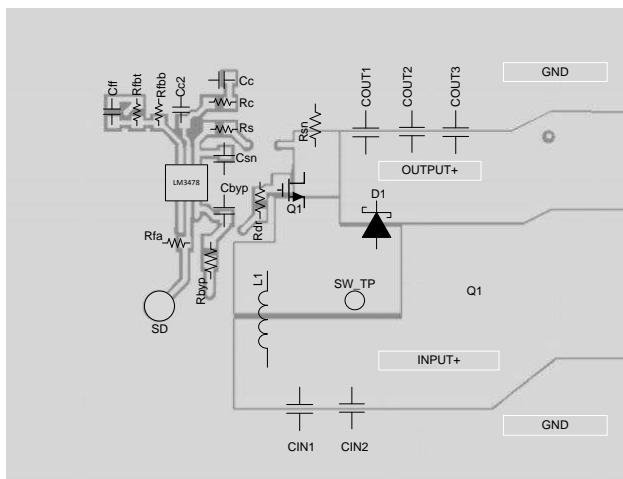 Cff
Rfbt
Rfbb
Cc2
Cc
Rc
Rs
Csn
LM3478
Cbyp
Rfa
Rbyp
SD
Rdr
Q1
Rsn
COUT1
COUT2
COUT3
GND
OUTPUT+
D1
L1
SW_TP
Q1
INPUT+
GND
CIN1
CIN2